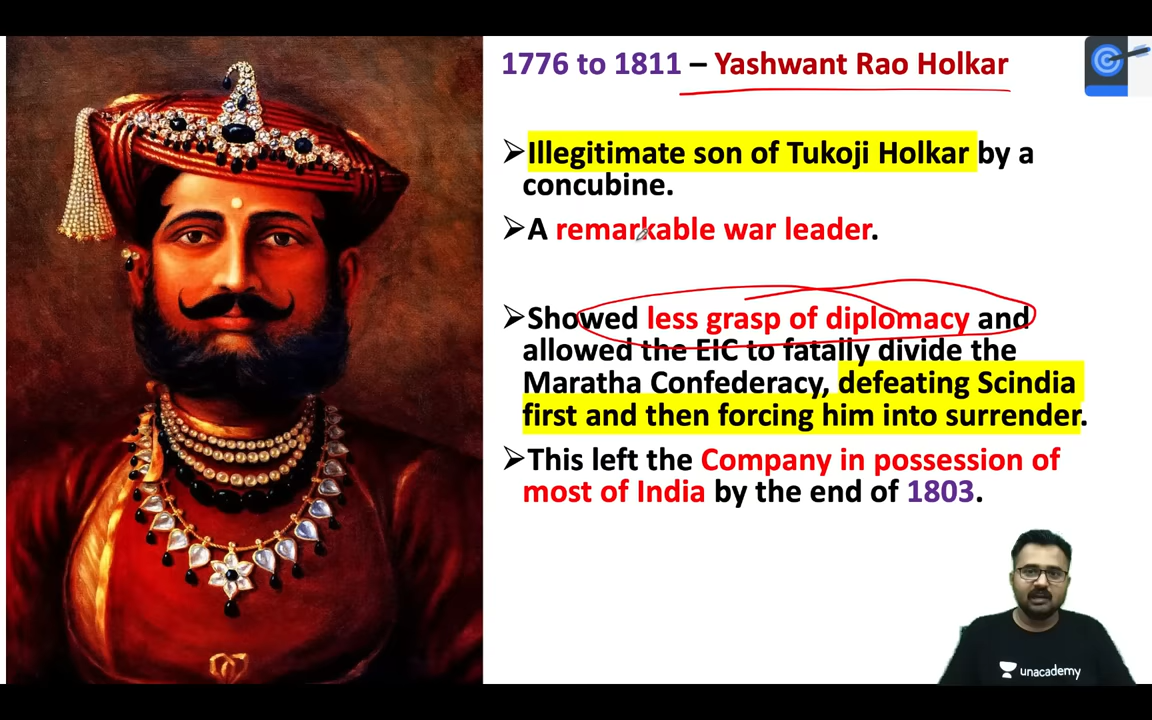 1776 to 1811 – Yashwant Rao Holkar
➢Illegitimate son of Tukoji Holkar by a
concubine.
➢A remarkable war leader.
➢Showed less grasp of diplomacy and
allowed the EIC to fatally divide the
Maratha Confederacy, defeating Scindia
first and then forcing him into surrender.
➢This left the Company in possession of
most of India by the end of 1803.
unacademy